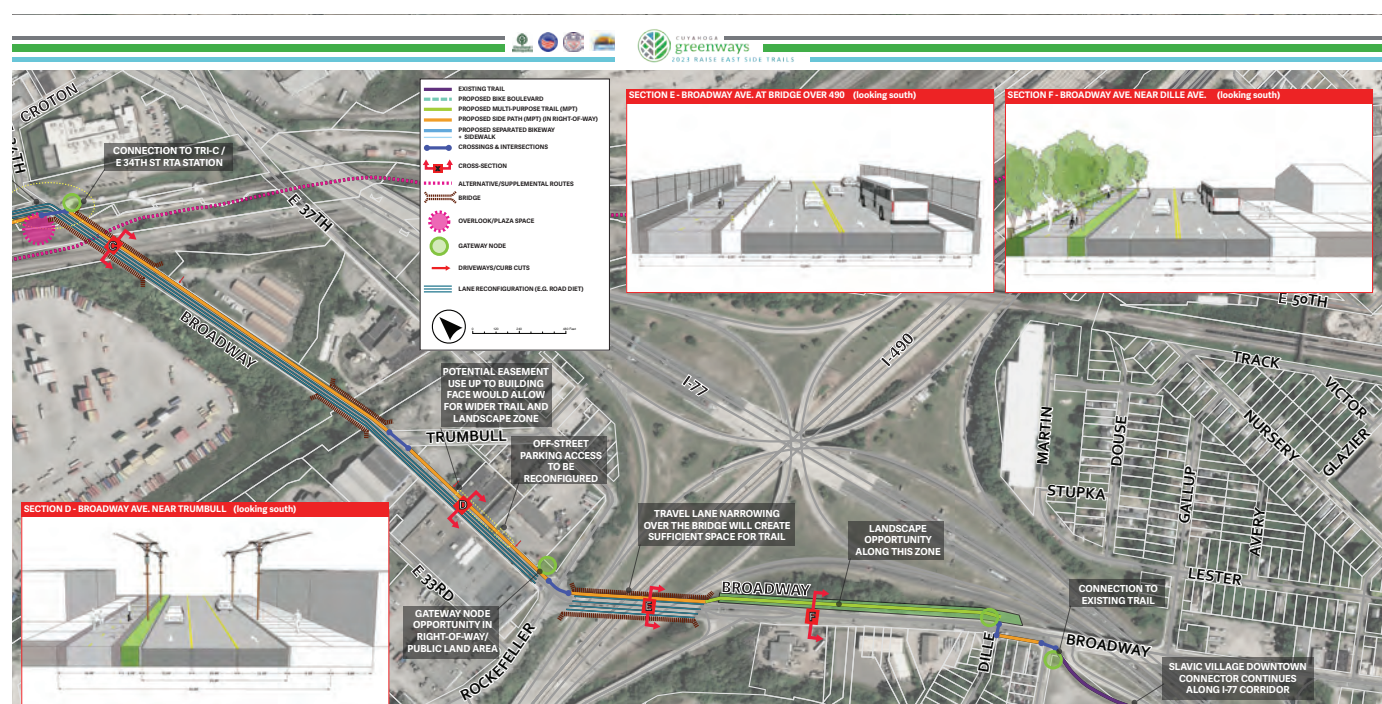 CUYAHOGA
greenways
2023 RAISE EAST SIDE TRAILS
CROTON
CONNECTION TO TRI-C /
E 34TH ST RTA STATION
E 37TH
BROADWAY
EXISTING TRAIL
PROPOSED BIKE BOULEVARD
PROPOSED MULTI-PURPOSE TRAIL (MPT)
PROPOSED SIDE PATH (MPT) (IN RIGHT-OF-WAY)
PROPOSED SEPARATED BIKEWAY
+ SIDEWALK
CROSSINGS & INTERSECTIONS
X
CROSS-SECTION
ALTERNATIVE/SUPPLEMENTAL ROUTES
BRIDGE
OVERLOOK/PLAZA SPACE
GATEWAY NODE
DRIVEWAYS/CURB CUTS
LANE RECONFIGURATION (E.G. ROAD DIET)
SECTION E - BROADWAY AVE. AT BRIDGE OVER 490 (looking south)
SECTION F - BROADWAY AVE. NEAR DILLE AVE. (looking south)
C
E 50TH
I-490
I-77
TRACK
VICTOR
NURSERY
GLAZIER
MARTIN
DOUSE
GALLUP
AVERY
STUPKA
LESTER
POTENTIAL EASEMENT
USE UP TO BUILDING
FACE WOULD ALLOW
FOR WIDER TRAIL AND
LANDSCAPE ZONE
TRUMBULL
OFF-STREET
PARKING ACCESS
TO BE
RECONFIGURED
D
SECTION D - BROADWAY AVE. NEAR TRUMBULL (looking south)
TRAVEL LANE NARROWING
OVER THE BRIDGE WILL CREATE
SUFFICIENT SPACE FOR TRAIL
LANDSCAPE
OPPORTUNITY
ALONG THIS ZONE
E 33RD
BROADWAY
E
F
CONNECTION TO
EXISTING TRAIL
GATEWAY NODE
OPPORTUNITY IN
RIGHT-OF-WAY/
PUBLIC LAND AREA
ROCKEFELLER
DILLE
BROADWAY
SLAVIC VILLAGE DOWNTOWN
CONNECTOR CONTINUES
ALONG I-77 CORRIDOR